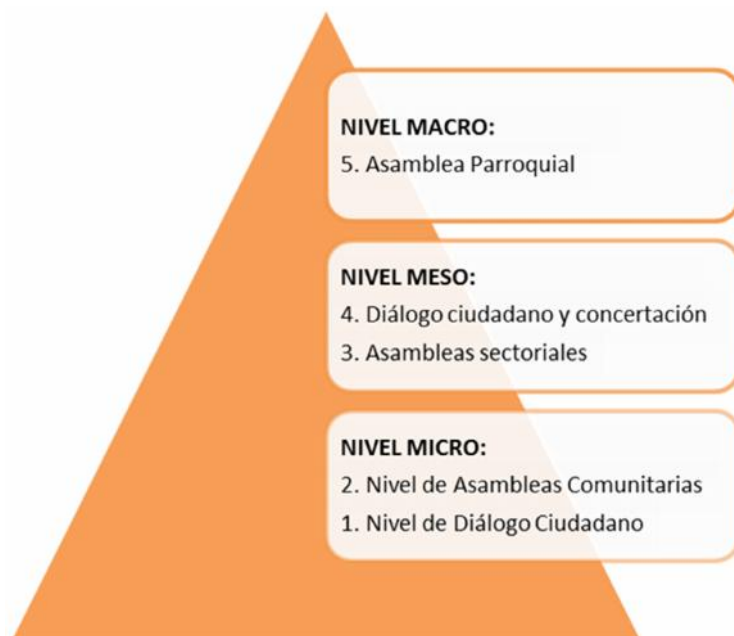 NIVEL MACRO:
5. Asamblea Parroquial
NIVEL MESO:
4. Diálogo ciudadano y concertación
3. Asambleas sectoriales
NIVEL MICRO:
2. Nivel de Asambleas Comunitarias
1. Nivel de Diálogo Ciudadano